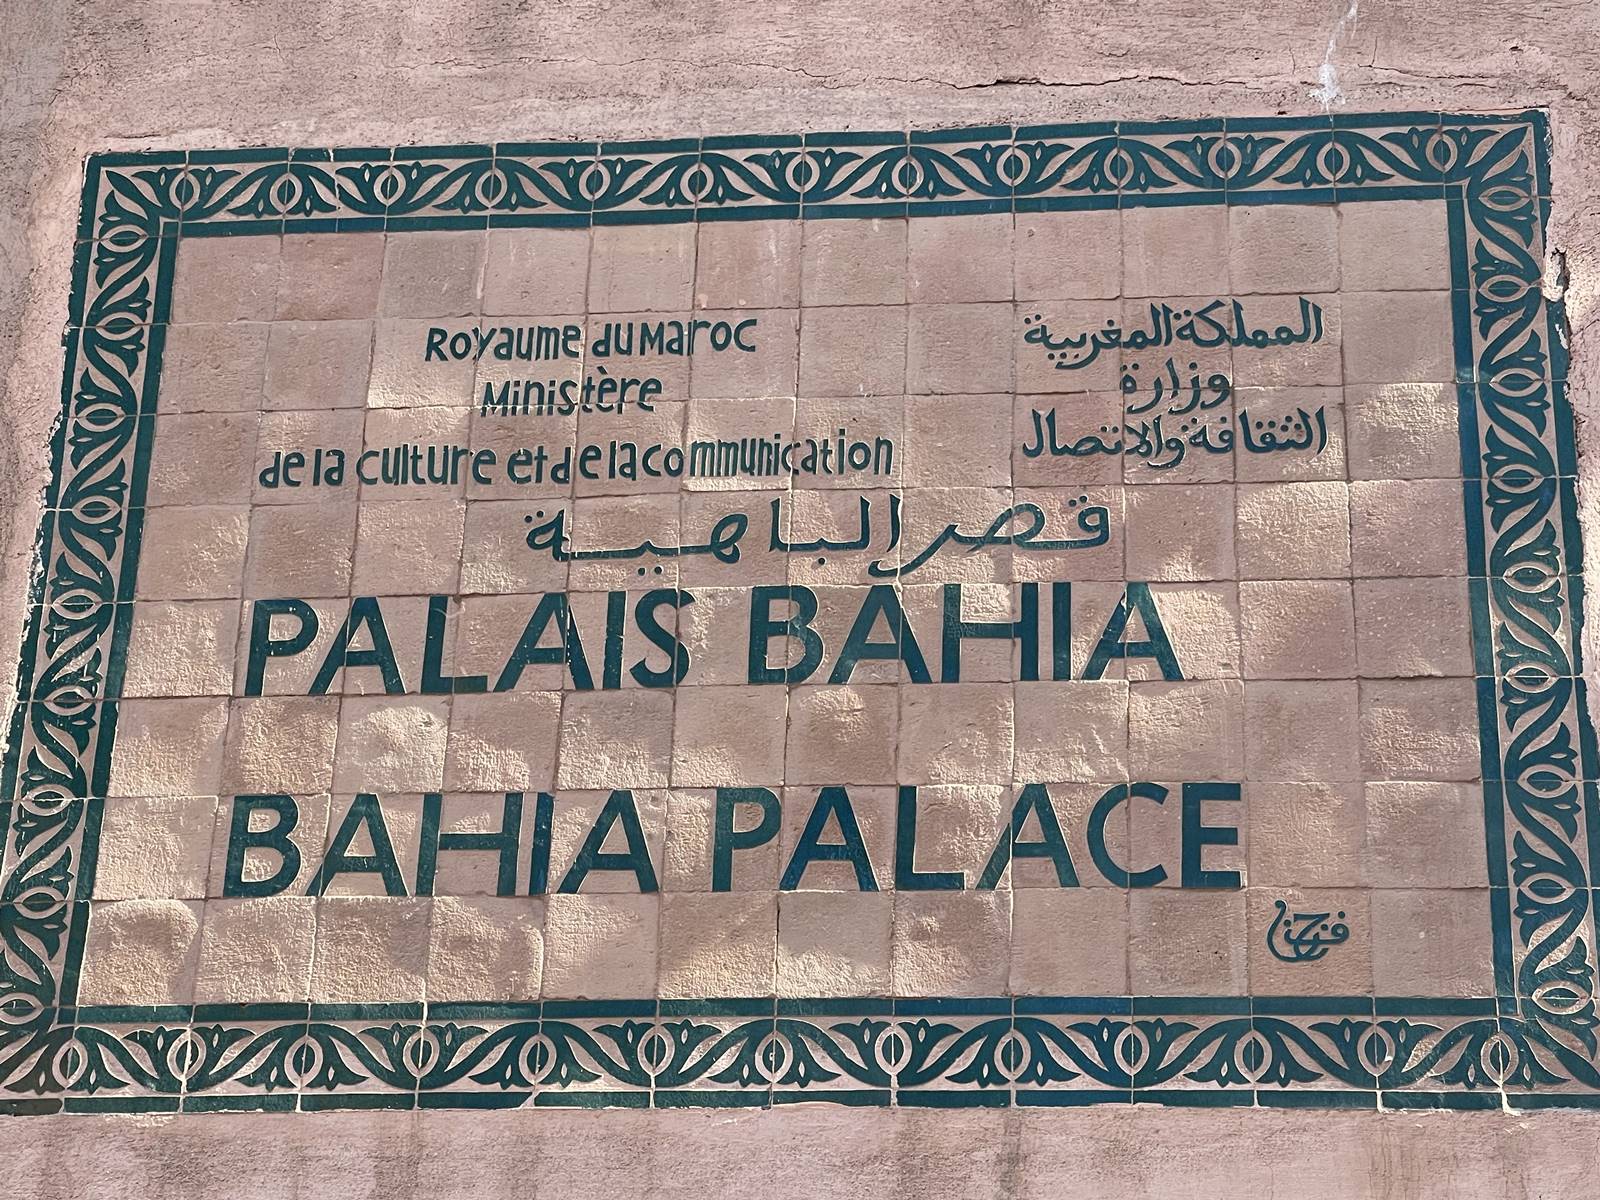 Royaume du Maroc
Ministère
de la culture et de la communication
المملكة المغربية
وزارة
الثقافة والاتصال
قصر الباهية
PALAIS BAHIA
BAHIA PALACE